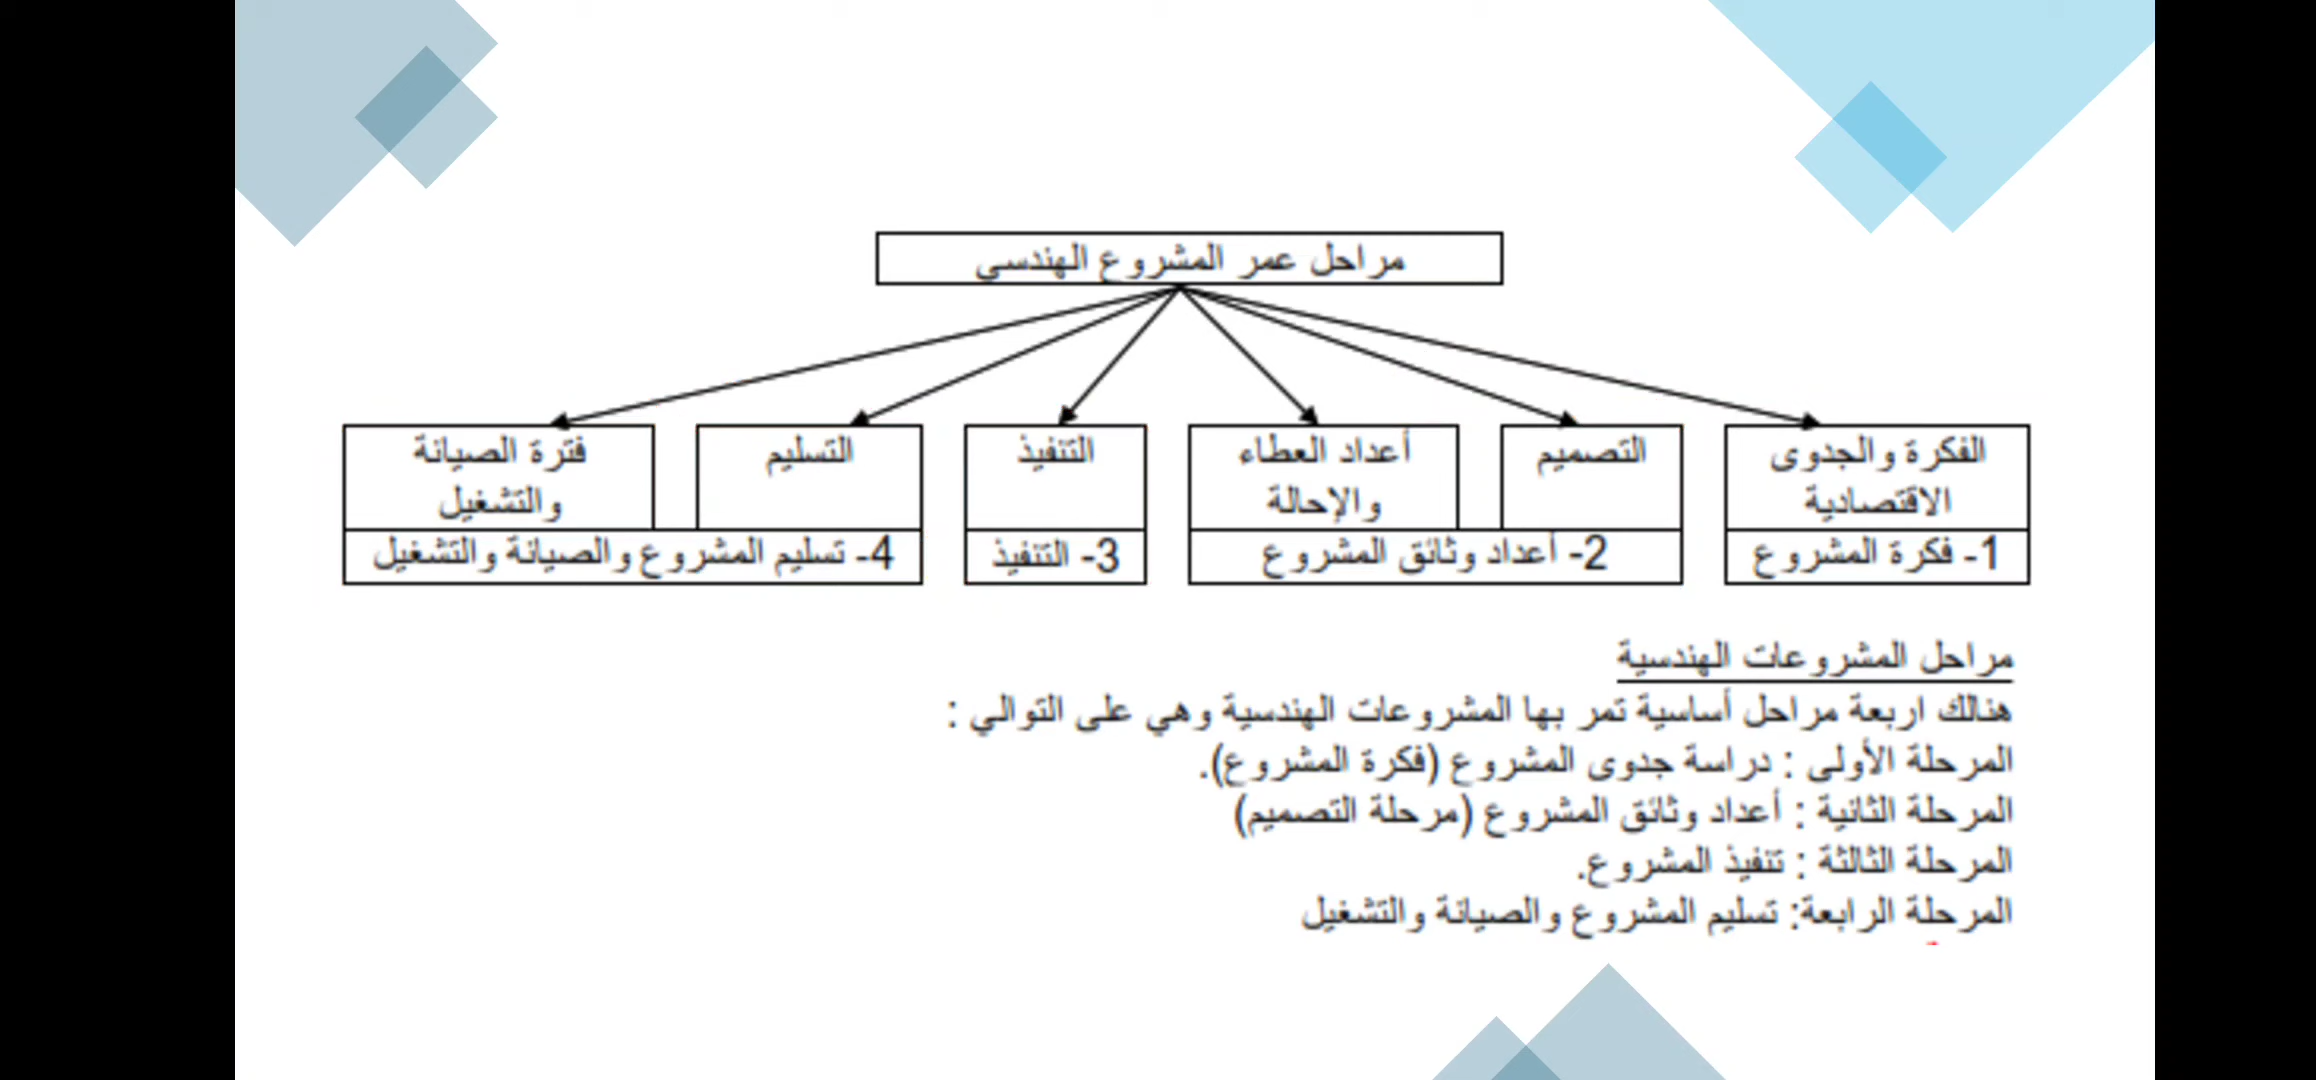 مراحل عمر المشروع الهندسي
الفكرة والجدوى
الاقتصادية
التصميم
أعداد العطاء
والإحالة
التنفيذ
التسليم
فترة الصيانة
والتشغيل
1- فكرة المشروع
2- أعداد وثائق المشروع
3- التنفيذ
4- تسليم المشروع والصيانة والتشغيل
مراحل المشروعات الهندسية
هنالك اربعة مراحل أساسية تمر بها المشروعات الهندسية وهي على التوالي :
المرحلة الأولى : دراسة جدوى المشروع (فكرة المشروع).
المرحلة الثانية : أعداد وثائق المشروع (مرحلة التصميم)
المرحلة الثالثة : تنفيذ المشروع.
المرحلة الرابعة: تسليم المشروع والصيانة والتشغيل